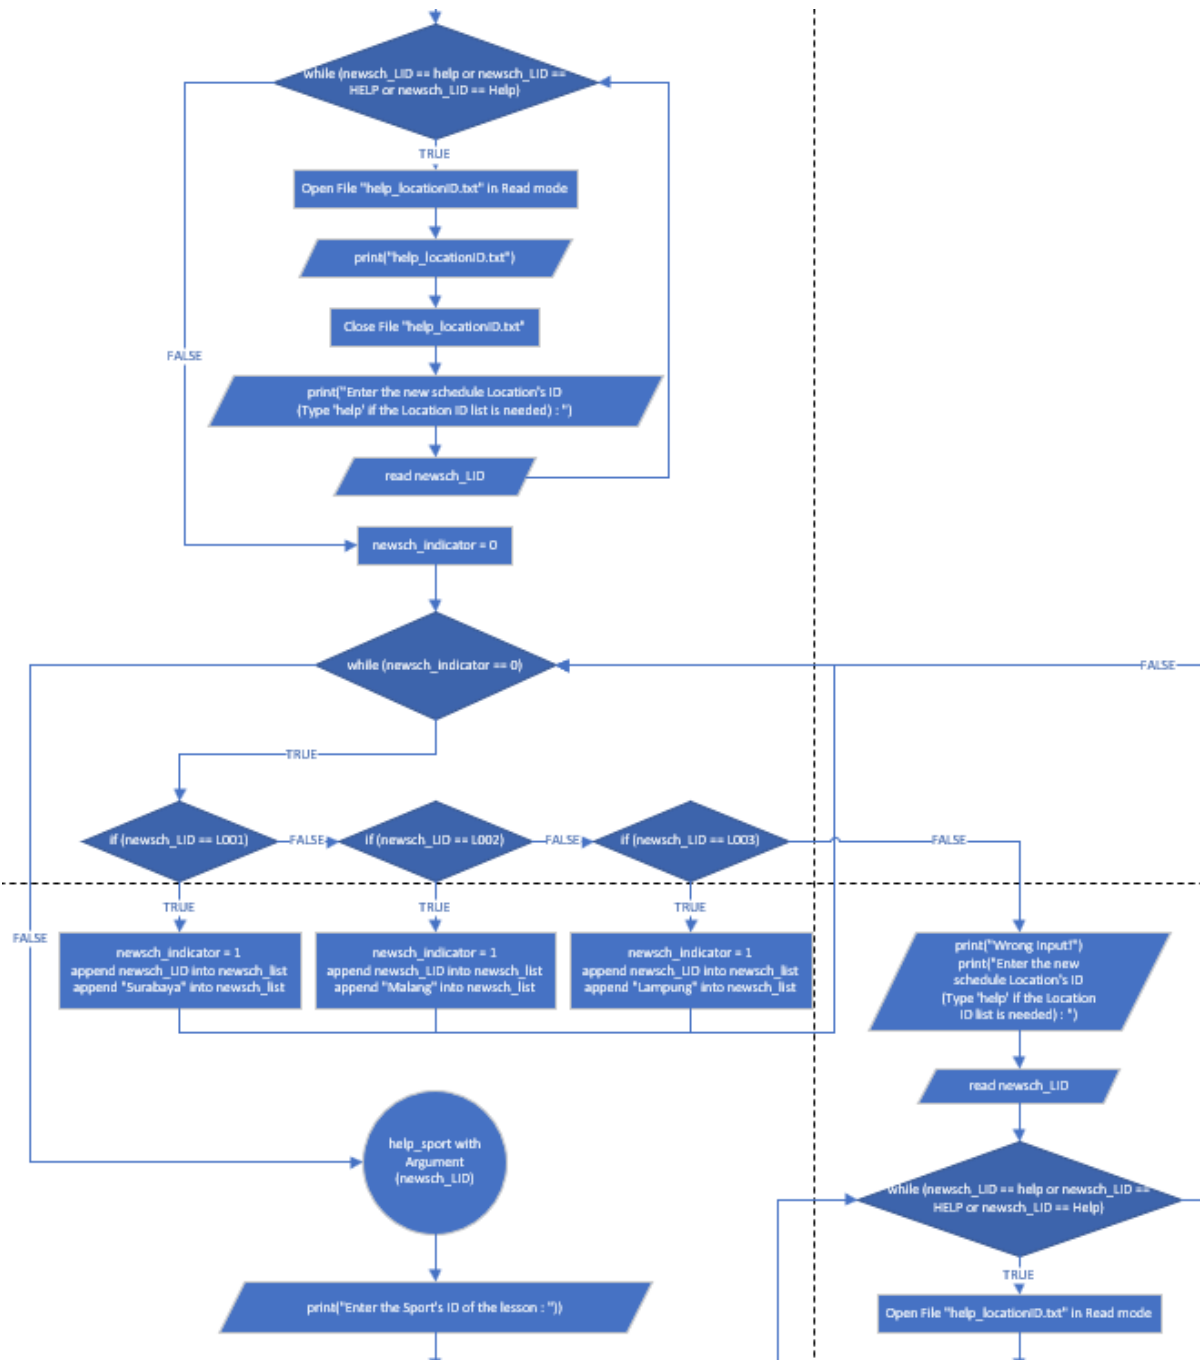 while (newsch_LID == help or newsch_LID ==
HELP or newsch_LID == Help)
TRUE
Open File "help_locationID.txt" in Read mode
print("help_locationID.txt")
Close File "help_locationID.txt"
FALSE
print("Enter the new schedule Location's ID
(Type 'help' if the Location ID list is needed) : ")
read newsch_LID
newsch_indicator = 0
while (newsch_indicator == 0)
FALSE
TRUE
if (newsch_LID == L001)
FALSE
if (newsch_LID == L002)
FALSE
if (newsch_LID == L003)
FALSE
TRUE
TRUE
TRUE
FALSE
newsch_indicator = 1
append newsch_LID into newsch_list
append "Surabaya" into newsch_list
newsch_indicator = 1
append newsch_LID into newsch_list
append "Malang" into newsch_list
newsch_indicator = 1
append newsch_LID into newsch_list
append "Lampung" into newsch_list
print("Wrong Input!")
print("Enter the new
schedule Location's ID
(Type 'help' if the Location
ID list is needed) : ")
read newsch_LID
help_sport with
Argument
(newsch_LID)
while (newsch_LID == help or newsch_LID ==
HELP or newsch_LID == Help)
TRUE
print("Enter the Sport's ID of the lesson : "))
Open File "help_locationID.txt" in Read mode